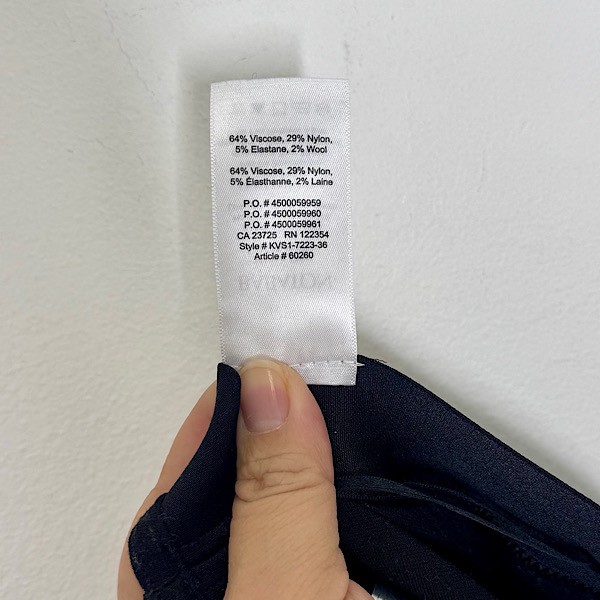 64% Viscose, 29% Nylon,
5% Elastane, 2% Wool
64% Viscose, 29% Nylon,
5% Élasthanne, 2% Laine
P.O. # 4500059959
P.O. # 4500059960
P.O. # 4500059961
CA 23725 RN 122354
Style # KVS1-7223-36
Article # 60260